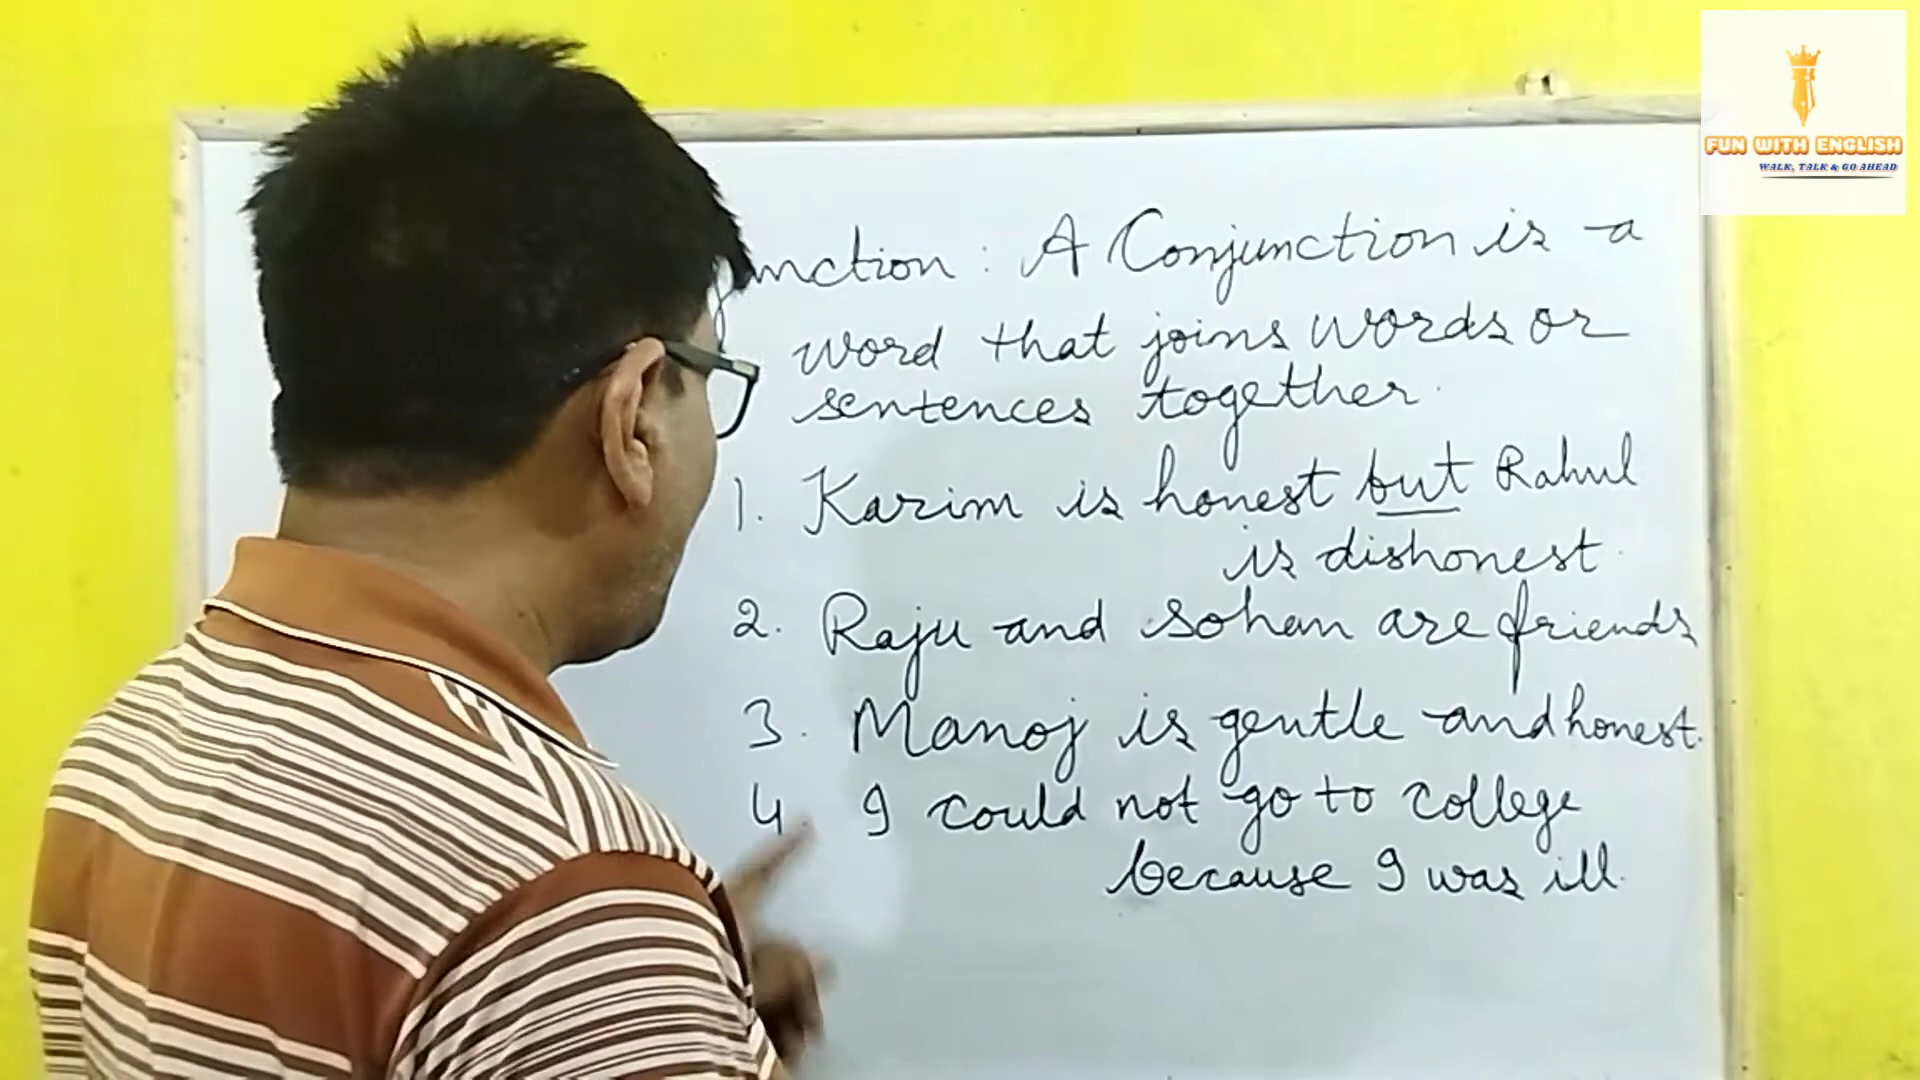 FUN WITH ENGLISH
WALK, TALK & GO AHEAD
junction : A Conjunction is a
word that joins words or
sentences together.
1. Karim is honest but Rahul
is dishonest.
2. Raju and Sohan are friends
3. Manoj is gentle and honest.
4 I could not go to college
because I was ill.